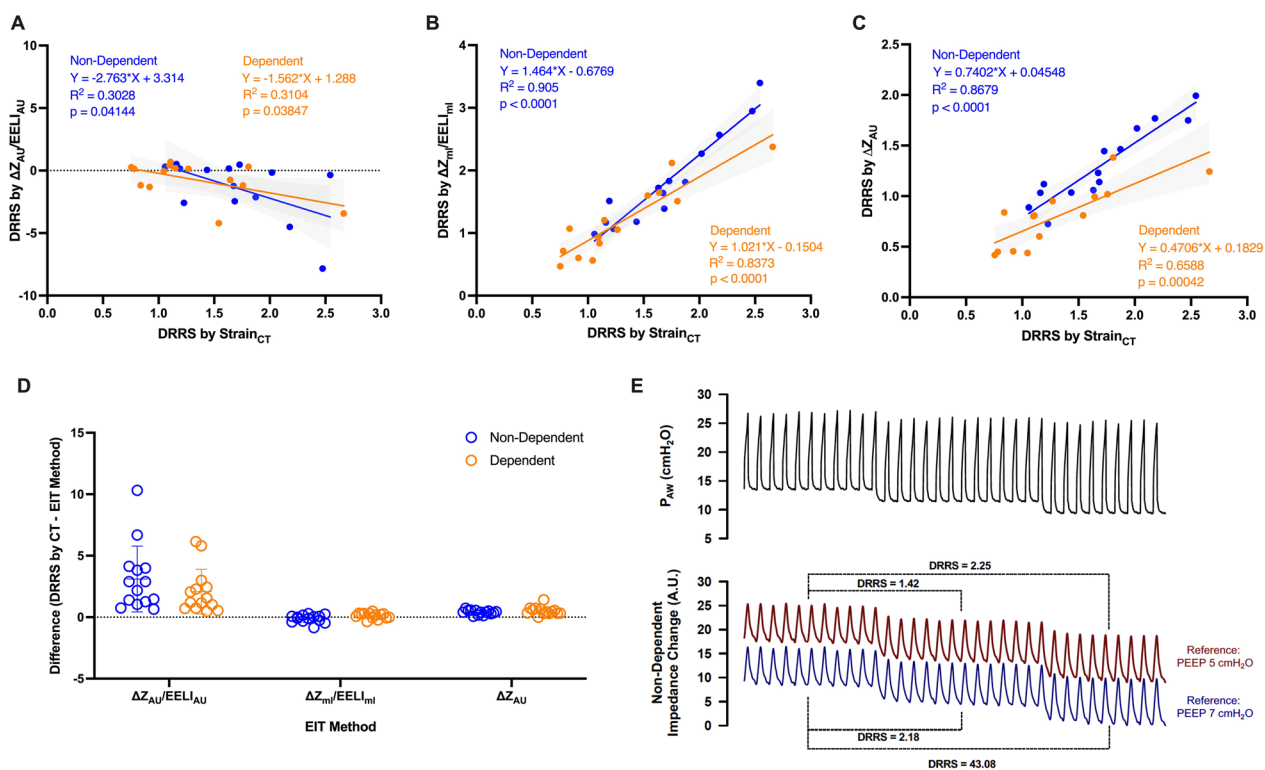 A
Non-Dependent
Y = -2.763*X + 3.314
R² = 0.3028
p = 0.04144
Dependent
Y = -1.562*X + 1.288
R² = 0.3104
p = 0.03847
DRRS by ΔZAU/EELIAU
10
5
0
-5
-10
0.0 0.5 1.0 1.5 2.0 2.5 3.0
DRRS by StrainCT
B
Non-Dependent
Y = 1.464*X - 0.6769
R² = 0.905
p < 0.0001
Dependent
Y = 1.021*X - 0.1504
R² = 0.8373
p < 0.0001
DRRS by ΔZml/EELIml
4
3
2
1
0
0.0 0.5 1.0 1.5 2.0 2.5 3.0
DRRS by StrainCT
C
Non-Dependent
Y = 0.7402*X + 0.04548
R² = 0.8679
p < 0.0001
Dependent
Y = 0.4706*X + 0.1829
R² = 0.6588
p = 0.00042
DRRS by ΔZAU
2.5
2.0
1.5
1.0
0.5
0.0
0.0 0.5 1.0 1.5 2.0 2.5 3.0
DRRS by StrainCT
D
Non-Dependent
Dependent
Difference (DRRS by CT - EIT Method)
15
10
5
0
-5
ΔZAU/EELIAU ΔZml/EELIml ΔZAU
EIT Method
E
PAW (cmH2O)
30
25
20
15
10
5
DRRS = 2.25
DRRS = 1.42
Non-Dependent
Impedance Change (A.U.)
30
25
20
15
10
5
0
Reference:
PEEP 5 cmH2O
Reference:
PEEP 7 cmH2O
DRRS = 2.18
DRRS = 43.08